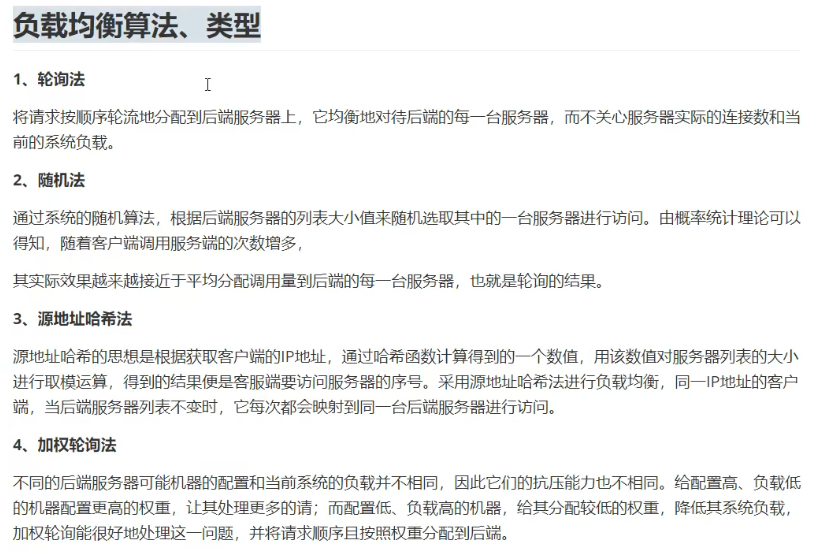 负载均衡算法、类型
1、轮询法
将请求按顺序轮流地分配到后端服务器上，它均衡地对待后端的每一台服务器，而不关心服务器实际的连接数和当
前的系统负载。
2、随机法
通过系统的随机算法，根据后端服务器的列表大小值来随机选取其中的一台服务器进行访问。由概率统计理论可以
得知，随着客户端调用服务端的次数增多，
其实际效果越来越接近于平均分配调用量到后端的每一台服务器，也就是轮询的结果。
3、源地址哈希法
源地址哈希的思想是根据获取客户端的IP地址，通过哈希函数计算得到的一个数值，用该数值对服务器列表的大小
进行取模运算，得到的结果便是客服端要访问服务器的序号。采用源地址哈希法进行负载均衡，同一IP地址的客户
端，当后端服务器列表不变时，它每次都会映射到同一台后端服务器进行访问。
4、加权轮询法
不同的后端服务器可能机器的配置和当前系统的负载并不相同，因此它们的抗压能力也不相同。给配置高、负载低
的机器配置更高的权重，让其处理更多的请；而配置低、负载高的机器，给其分配较低的权重，降低其系统负载，
加权轮询能很好地处理这一问题，并将请求顺序且按照权重分配到后端。